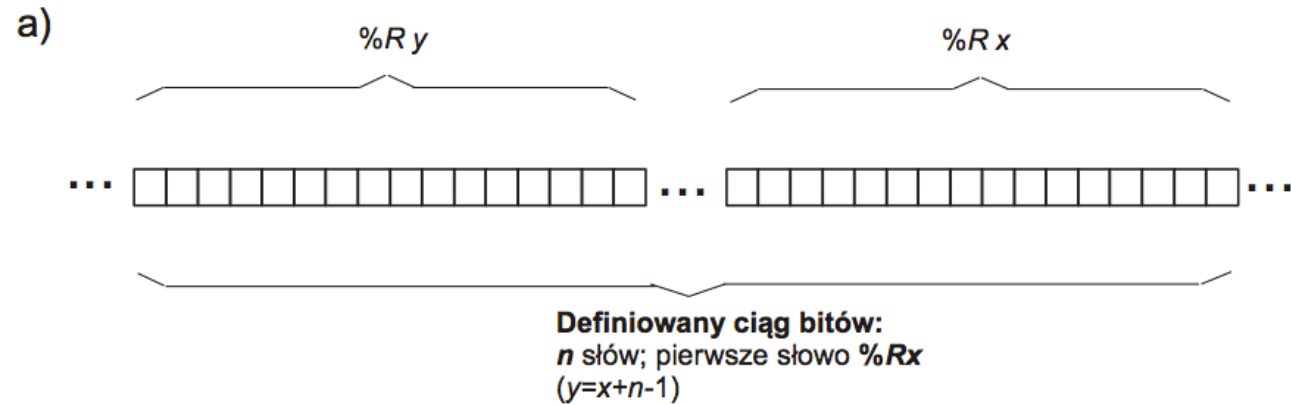 a)
%R y %R x
... ... ...
Definiowany ciąg bitów:
n słów; pierwsze słowo %Rx
(y=x+n-1)